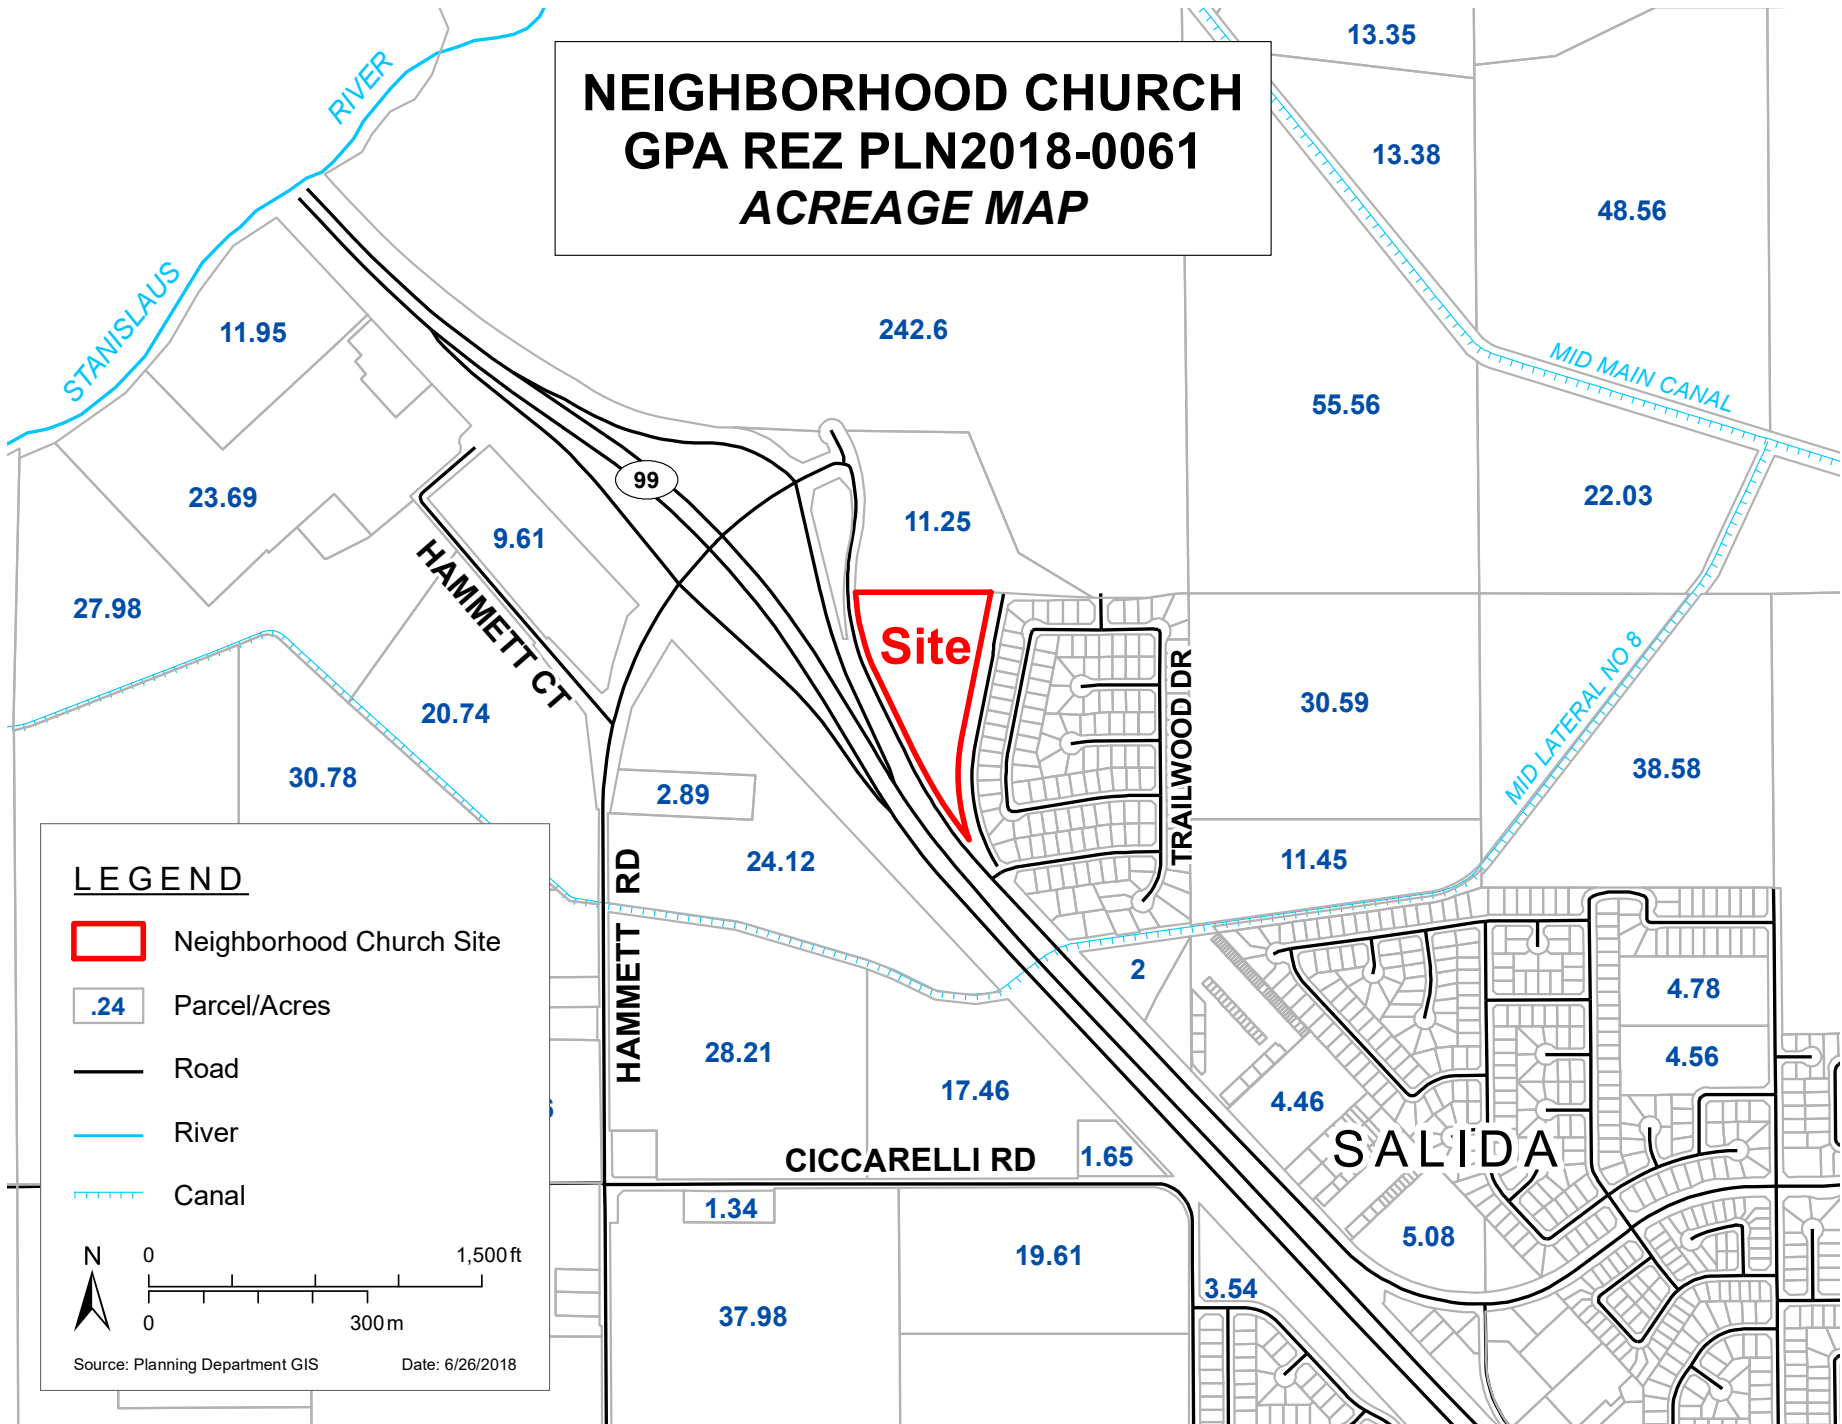 NEIGHBORHOOD CHURCH
GPA REZ PLN2018-0061
ACREAGE MAP
13.35
13.38
48.56
RIVER
STANISLAUS
11.95
242.6
MID MAIN CANAL
55.56
99
23.69
9.61
11.25
22.03
27.98
HAMMETT CT
Site
TRAILWOOD DR
MID LATERAL NO 8
20.74
30.59
30.78
2.89
38.58
24.12
11.45
HAMMETT RD
2
4.78
28.21
4.56
17.46
4.46
SALIDA
CICCARELLI RD
1.65
1.34
5.08
19.61
3.54
37.98
LEGEND
Neighborhood Church Site
.24
Parcel/Acres
Road
River
Canal
N
0
1,500 ft
0
300 m
Source: Planning Department GIS
Date: 6/26/2018